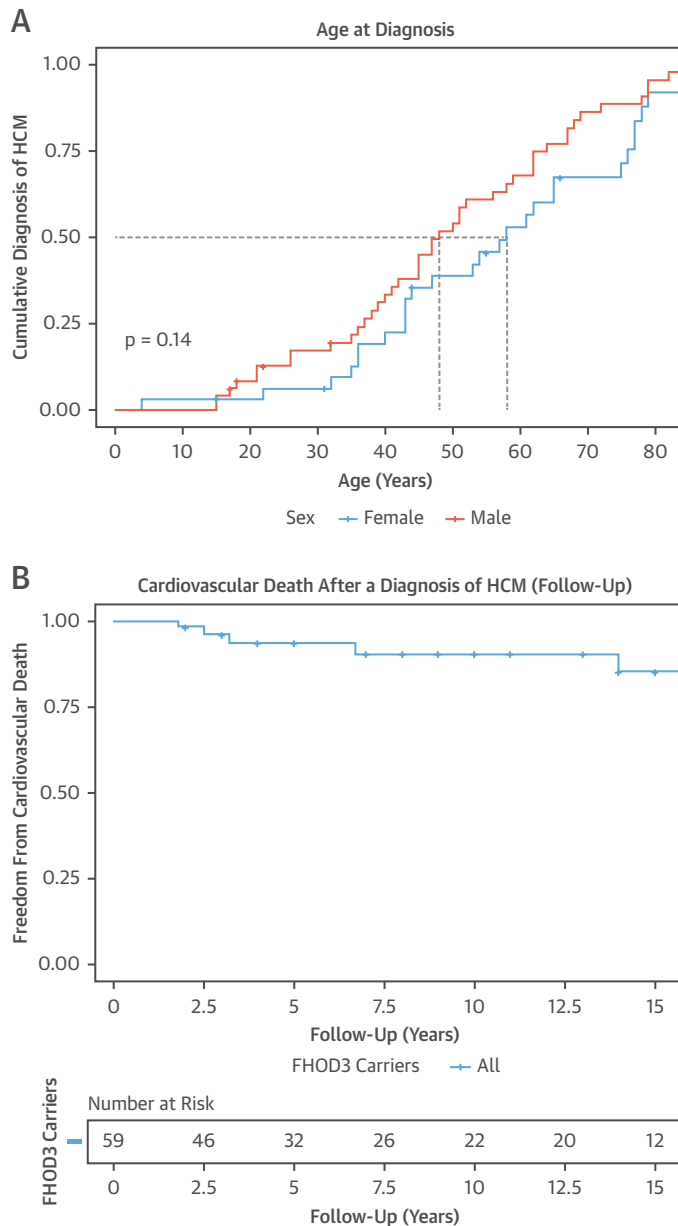 A
Age at Diagnosis
Cumulative Diagnosis of HCM
1.00
0.75
0.50
0.25
0.00
p = 0.14
0 10 20 30 40 50 60 70 80
Age (Years)
Sex Female Male
B
Cardiovascular Death After a Diagnosis of HCM (Follow-Up)
Freedom From Cardiovascular Death
1.00
0.75
0.50
0.25
0.00
0 2.5 5 7.5 10 12.5 15
Follow-Up (Years)
FHOD3 Carriers All
FHOD3 Carriers
Number at Risk
59 46 32 26 22 20 12
0 2.5 5 7.5 10 12.5 15
Follow-Up (Years)